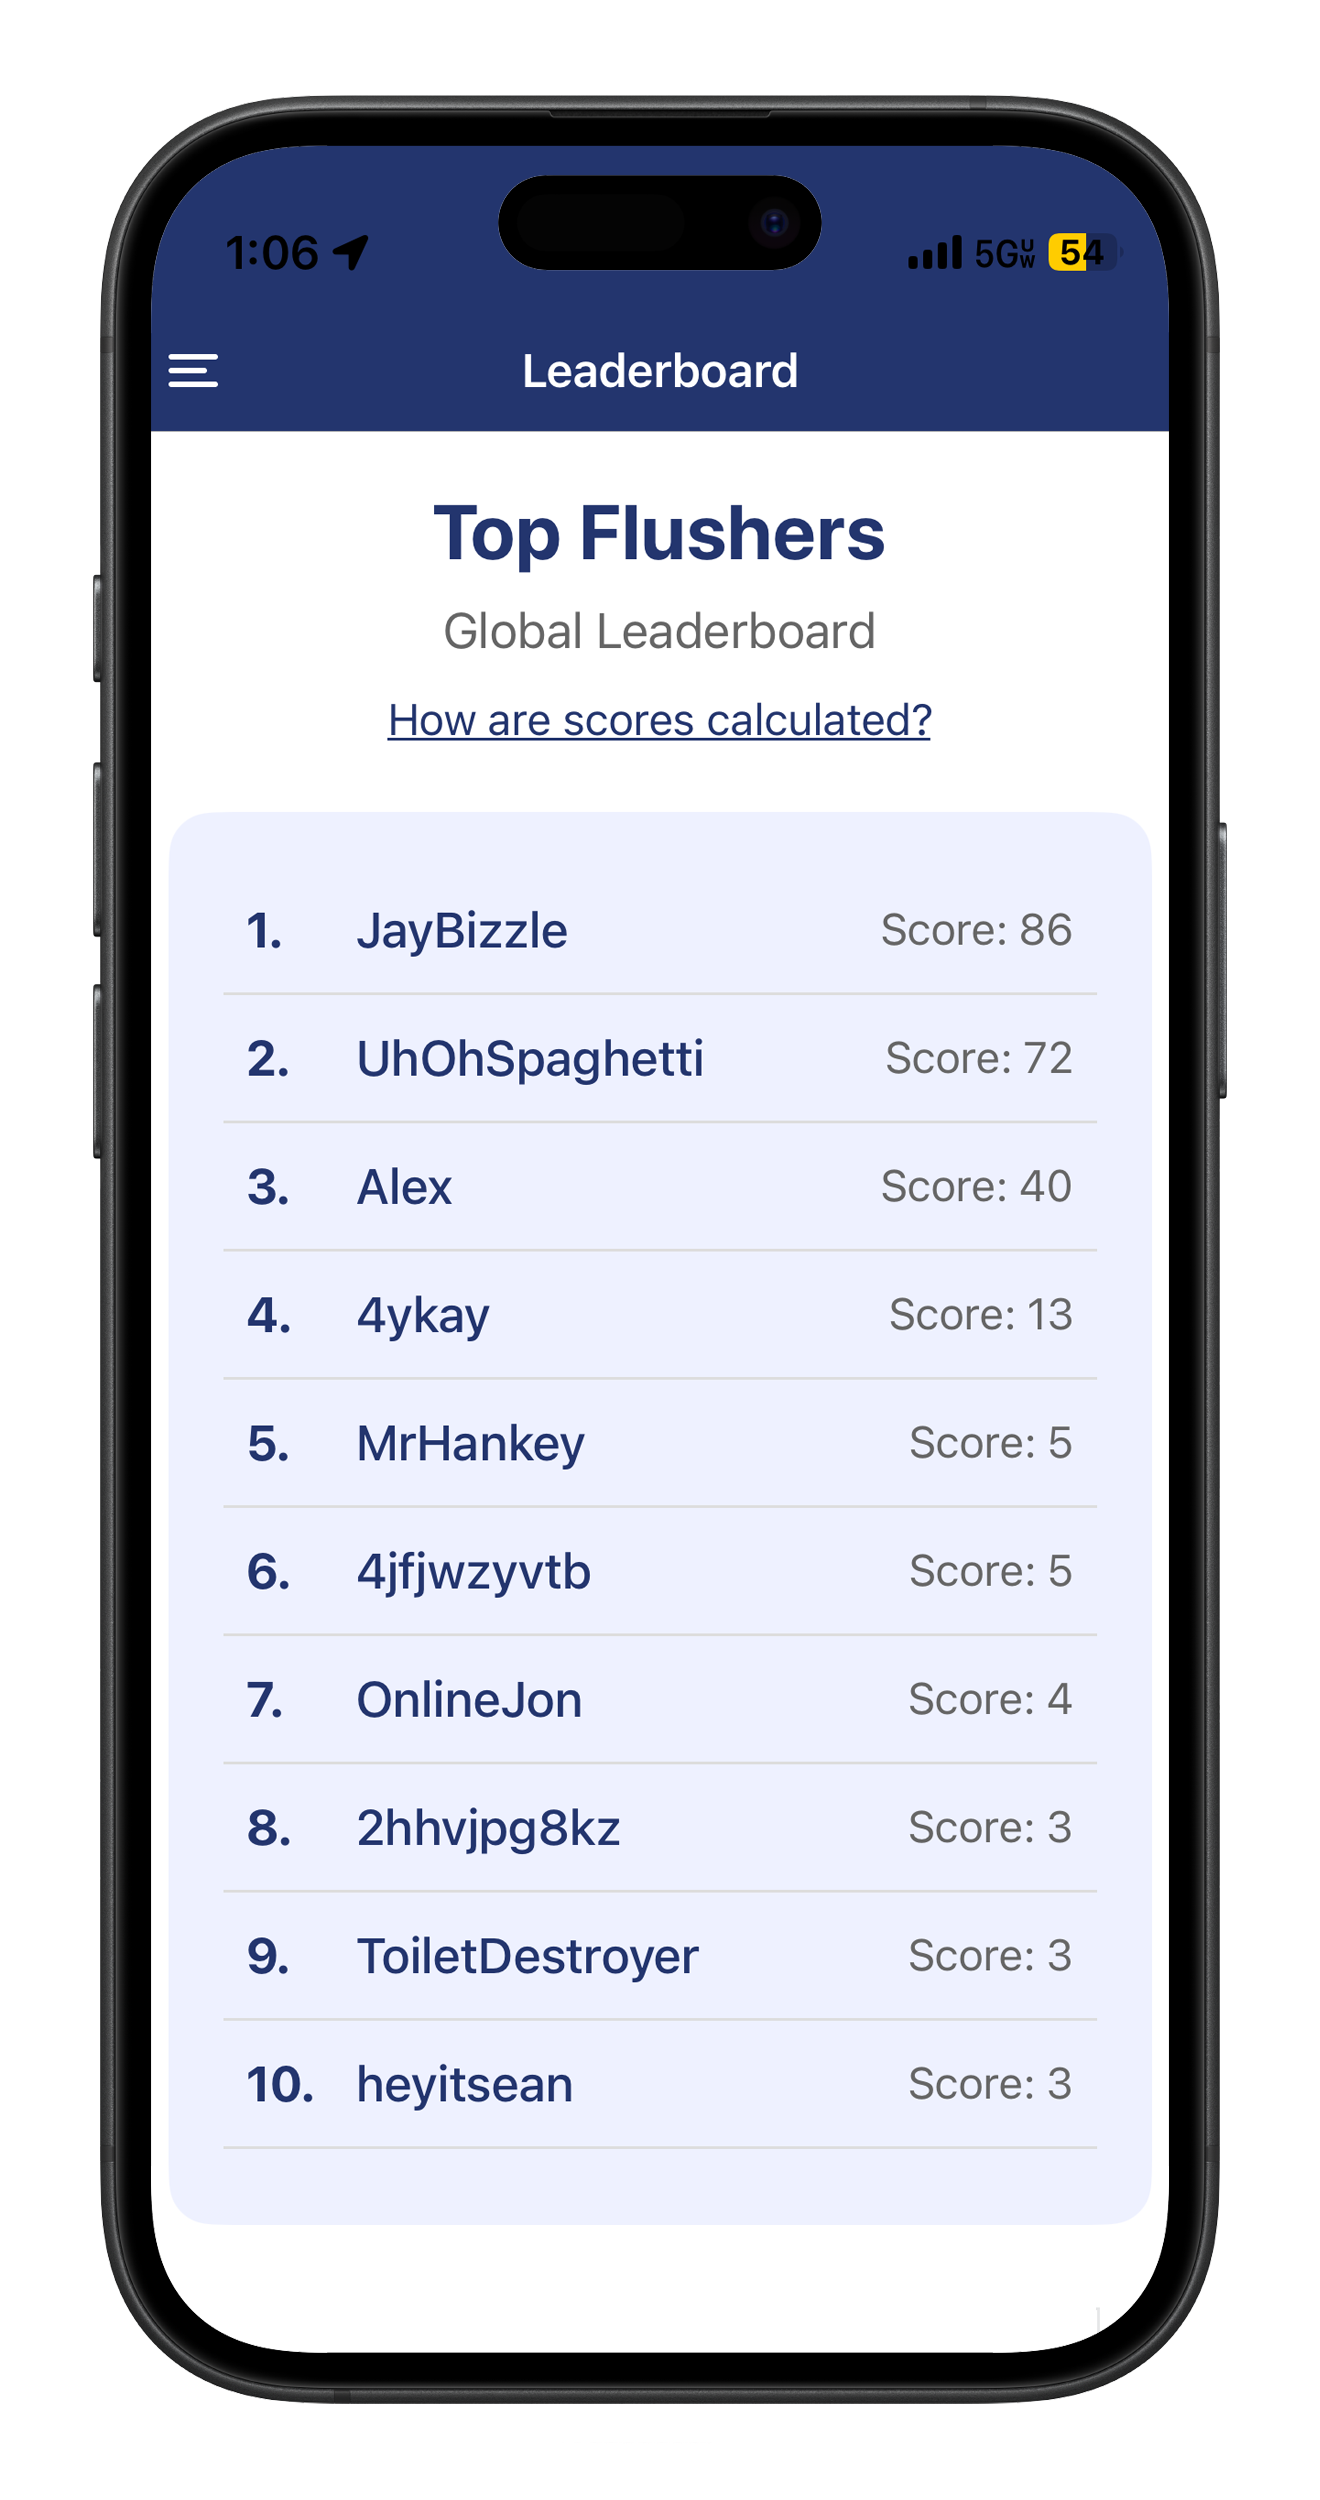 1:06 5GUW 54
Leaderboard
Top Flushers
Global Leaderboard
How are scores calculated?
1. JayBizzle Score: 86
2. UhOhSpaghetti Score: 72
3. Alex Score: 40
4. 4ykay Score: 13
5. MrHankey Score: 5
6. 4jfjwzyvtb Score: 5
7. OnlineJon Score: 4
8. 2hhvjpg8kz Score: 3
9. ToiletDestroyer Score: 3
10. heyitsean Score: 3